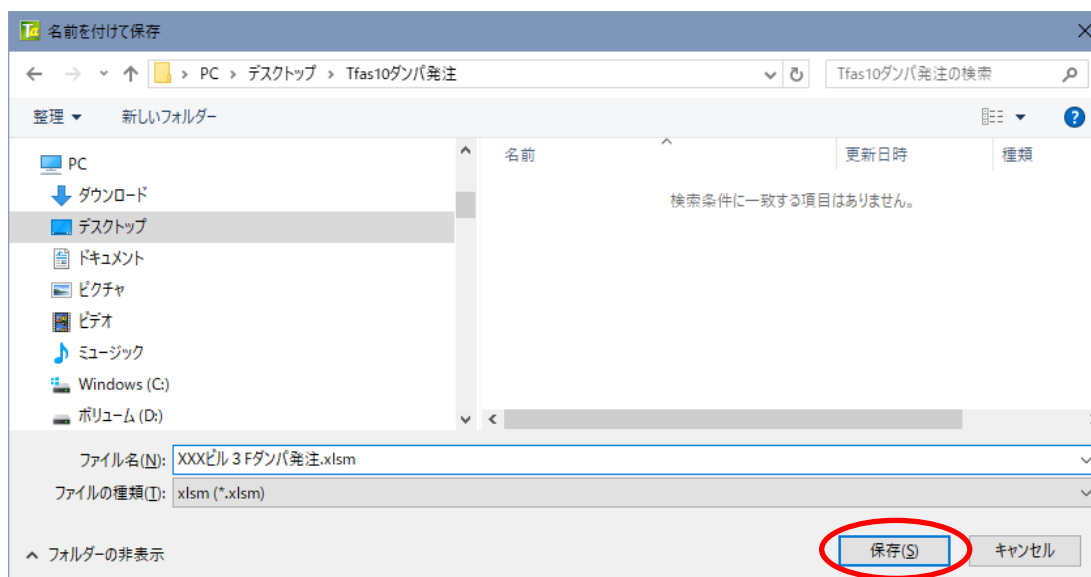 名前を付けて保存
PC › デスクトップ › Tfas10ダンパ発注
Tfas10ダンパ発注の検索
整理 新しいフォルダー
名前 更新日時 種類
検索条件に一致する項目はありません。
PC
ダウンロード
デスクトップ
ドキュメント
ピクチャ
ビデオ
ミュージック
Windows (C:)
ボリューム (D:)
ファイル名(N): XXXビル３Fダンパ発注.xlsm
ファイルの種類(T): xlsm (*.xlsm)
フォルダーの非表示
保存(S) キャンセル